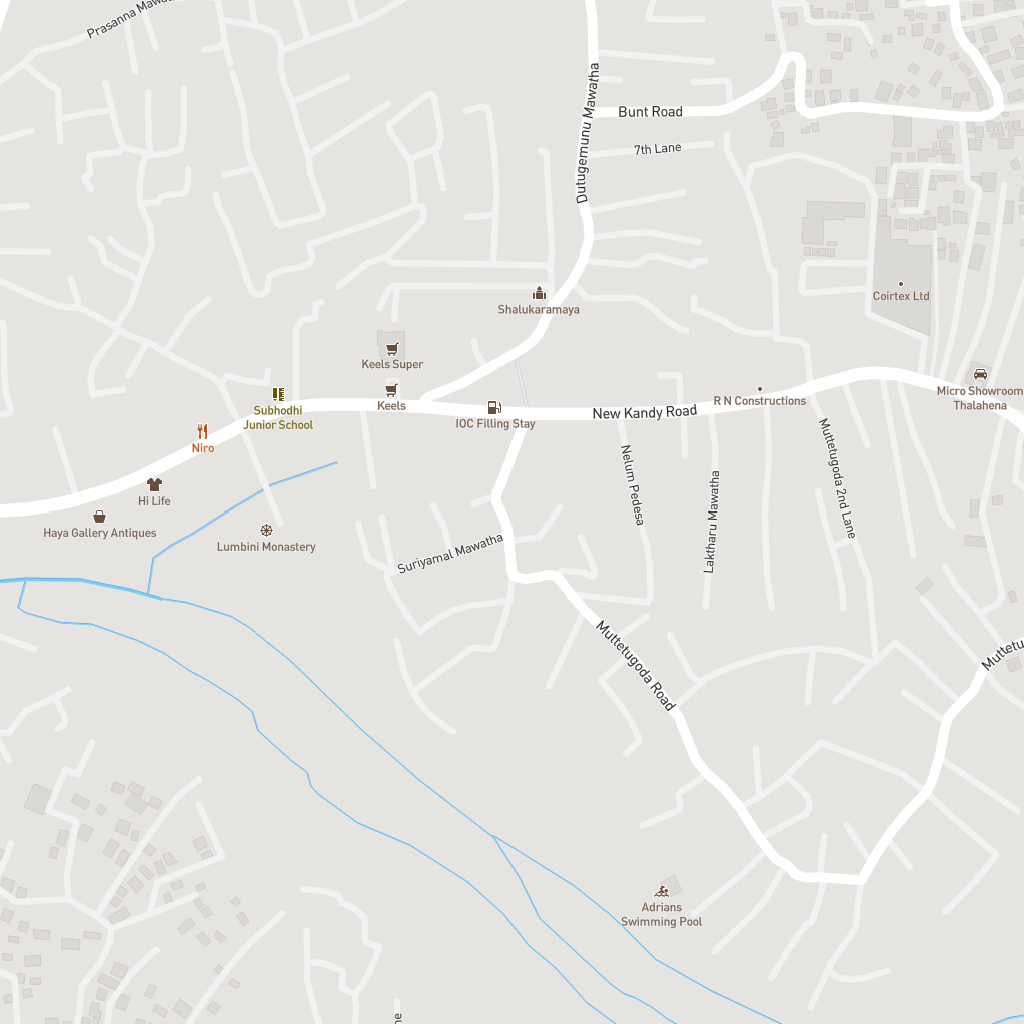 Prasanna Mawat
Dutugemunu Mawatha
Bunt Road
7th Lane
Coirtex Ltd
Shalukaramaya
Keels Super
Keels
Subhodhi
Junior School
IOC Filling Stay
New Kandy Road
R N Constructions
Micro Showroom
Thalahena
Niro
Hi Life
Haya Gallery Antiques
Lumbini Monastery
Suriyamal Mawatha
Nelum Pedesa
Laktharu Mawatha
Muttetugoda 2nd Lane
Muttetugoda Road
Muttetu
Adrians
Swimming Pool
ne